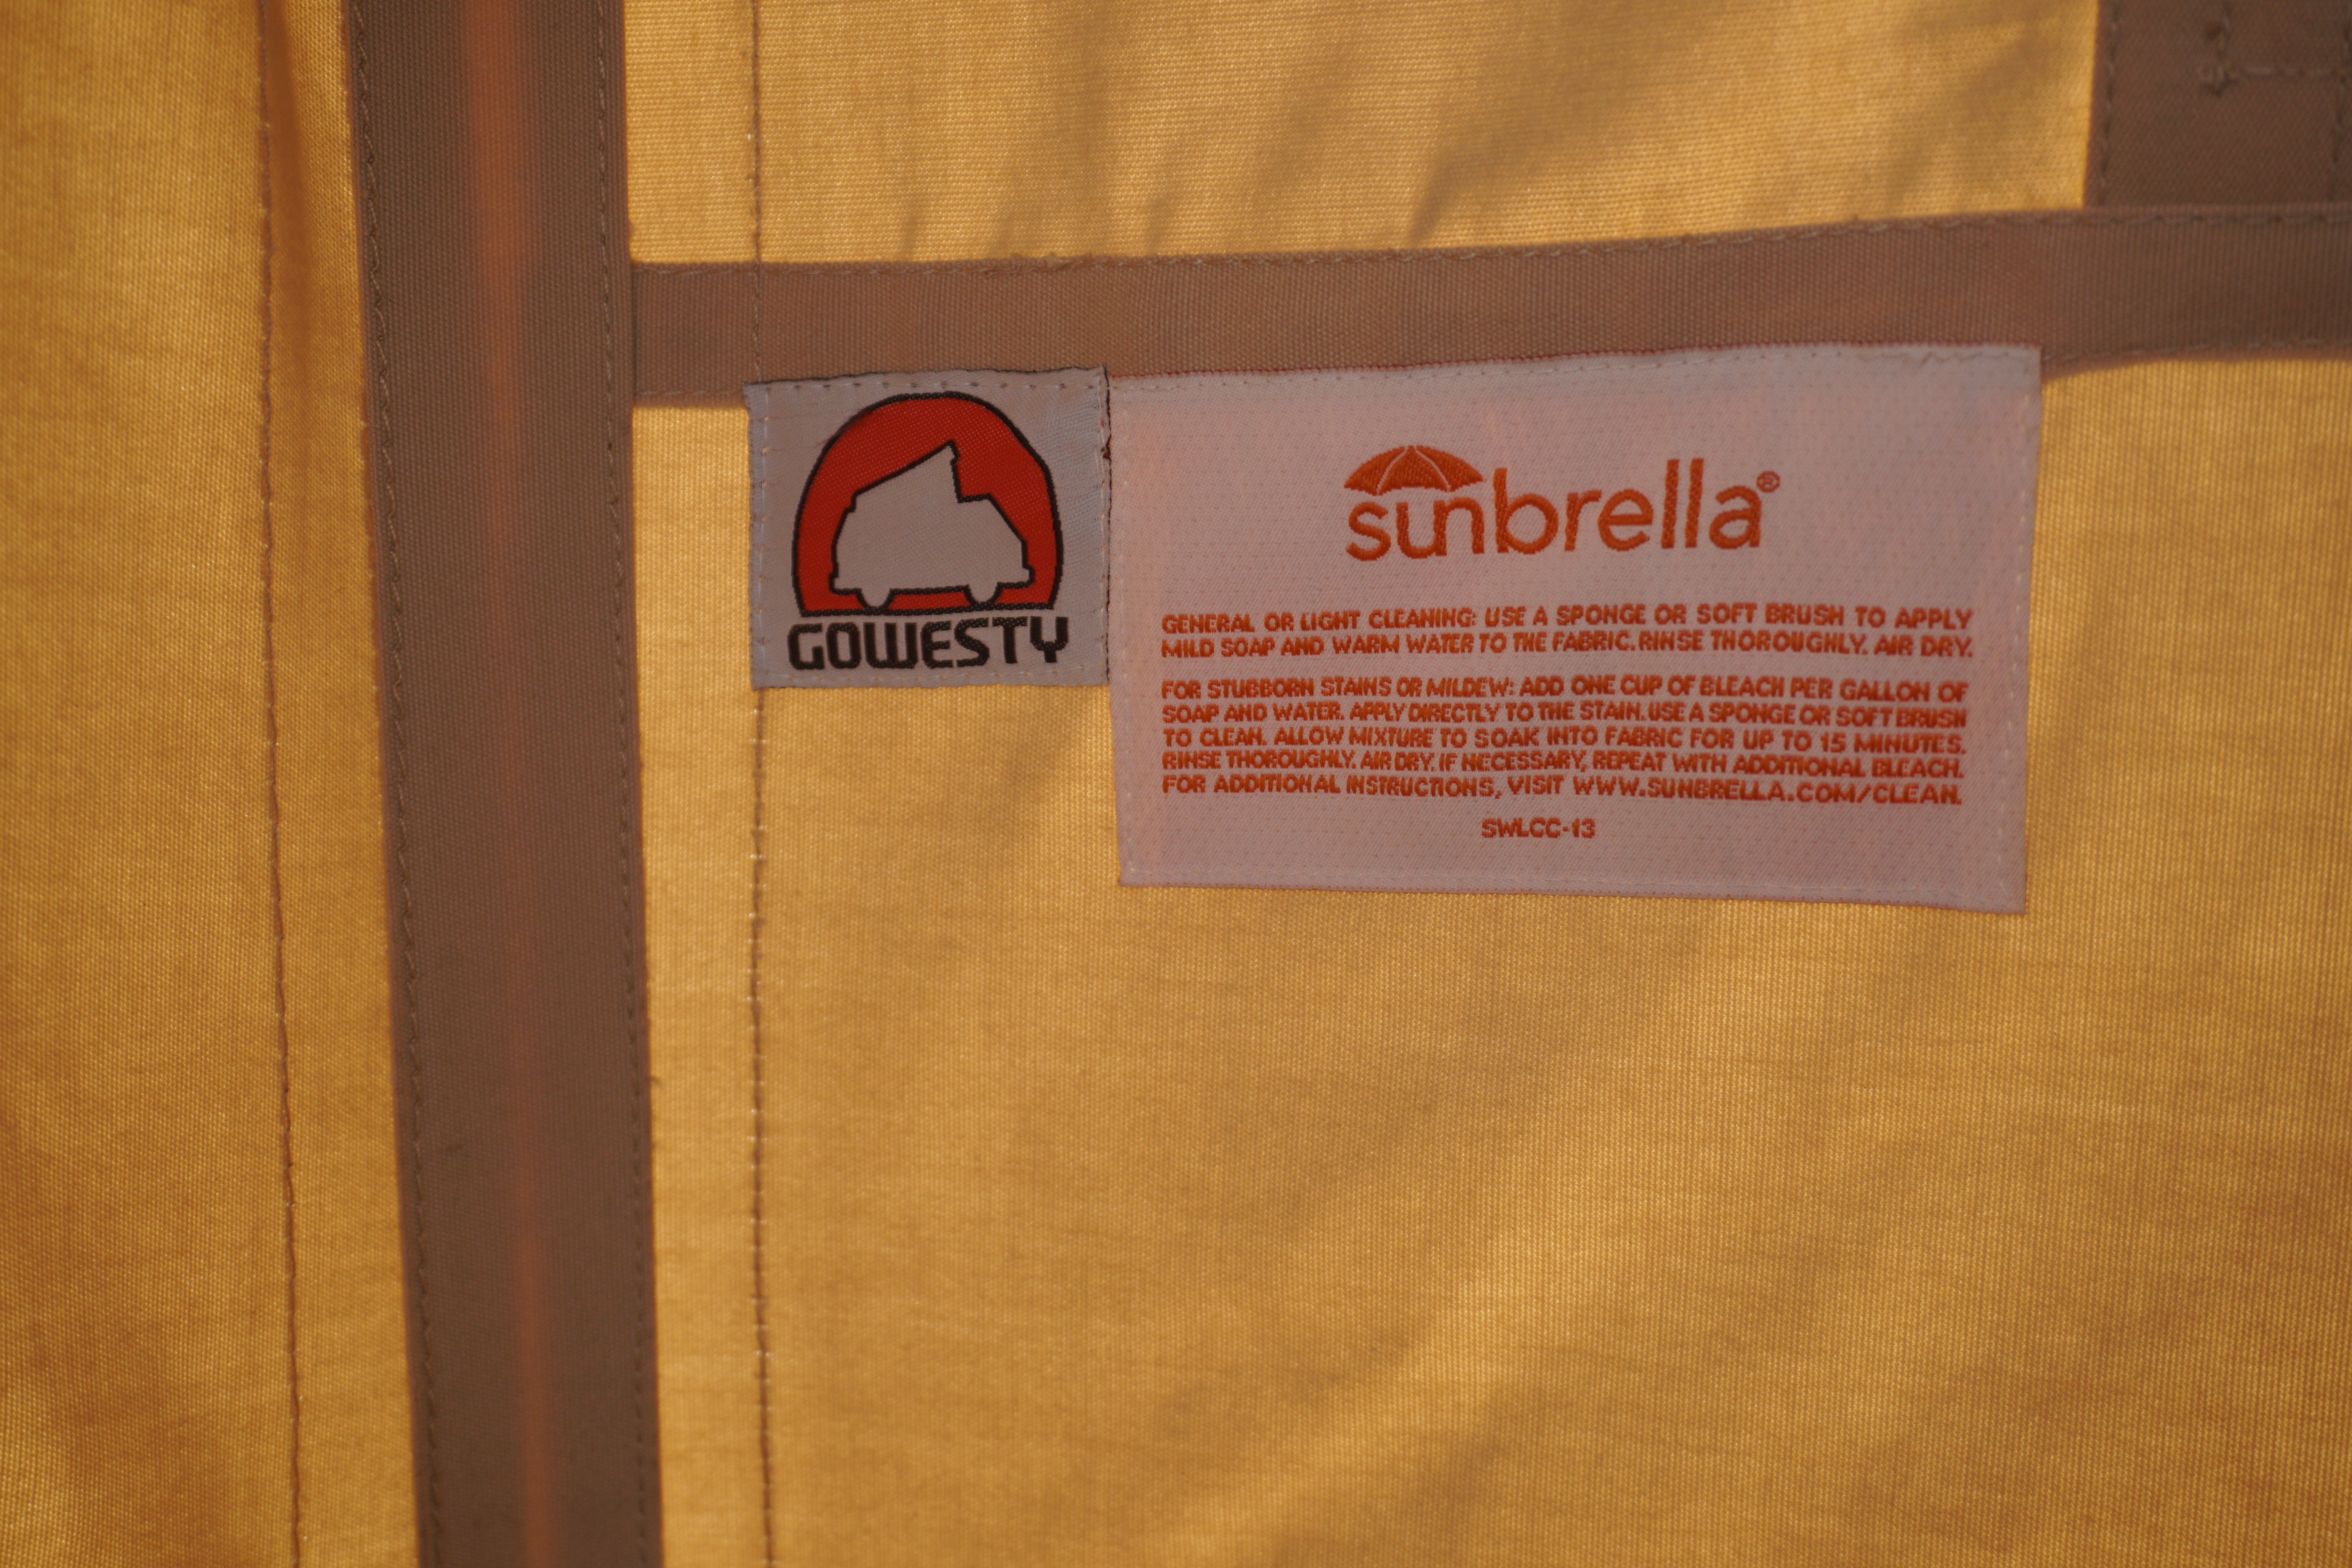 GOWESTY
sunbrella®
GENERAL OR LIGHT CLEANING: USE A SPONGE OR SOFT BRUSH TO APPLY
MILD SOAP AND WARM WATER TO THE FABRIC. RINSE THOROUGHLY. AIR DRY.
FOR STUBBORN STAINS OR MILDEW: ADD ONE CUP OF BLEACH PER GALLON OF
SOAP AND WATER. APPLY DIRECTLY TO THE STAIN. USE A SPONGE OR SOFT BRUSH
TO CLEAN. ALLOW MIXTURE TO SOAK INTO FABRIC FOR UP TO 15 MINUTES.
RINSE THOROUGHLY. AIR DRY. IF NECESSARY, REPEAT WITH ADDITIONAL BLEACH.
FOR ADDITIONAL INSTRUCTIONS, VISIT WWW.SUNBRELLA.COM/CLEAN.
SWLCC-13